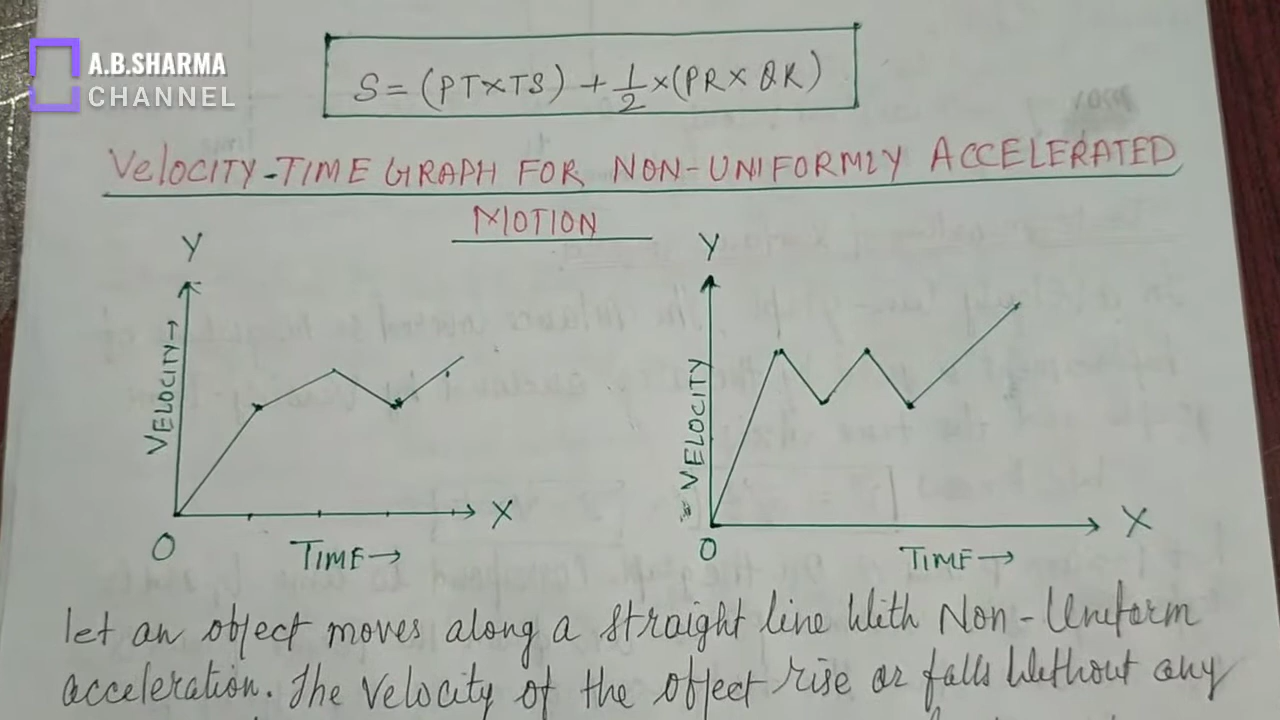 A.B.SHARMA
CHANNEL
S = (PT×TS) + 1/2 × (PR × QR)
VELOCITY-TIME GRAPH FOR NON-UNIFORMLY ACCELERATED
MOTION
Y
VELOCITY→
O
TIME→
X
Y
VELOCITY
O
TIME→
X
let an object moves along a straight line With Non-Uniform
acceleration. The Velocity of the object rise or falls Without any